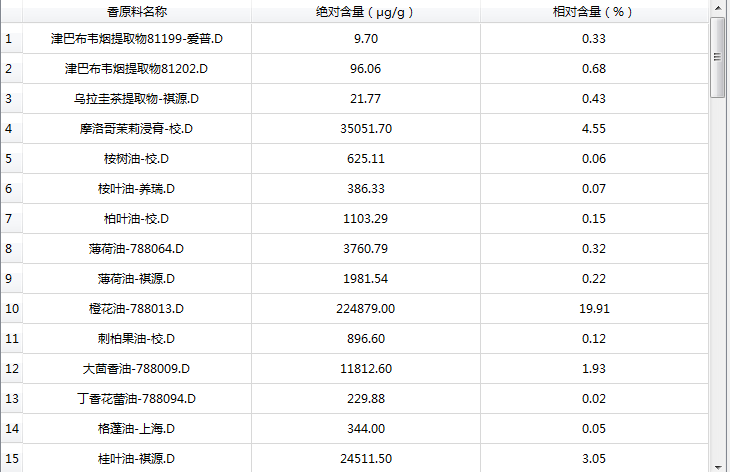 香原料名称 绝对含量（μg/g） 相对含量（%）
1 津巴布韦烟提取物81199-爱普.D 9.70 0.33
2 津巴布韦烟提取物81202.D 96.06 0.68
3 乌拉圭茶提取物-祺源.D 21.77 0.43
4 摩洛哥茉莉浸膏-校.D 35051.70 4.55
5 桉树油-校.D 625.11 0.06
6 桉叶油-养瑞.D 386.33 0.07
7 柏叶油-校.D 1103.29 0.15
8 薄荷油-788064.D 3760.79 0.32
9 薄荷油-祺源.D 1981.54 0.22
10 橙花油-788013.D 224879.00 19.91
11 刺柏果油-校.D 896.60 0.12
12 大茴香油-788009.D 11812.60 1.93
13 丁香花蕾油-788094.D 229.88 0.02
14 格蓬油-上海.D 344.00 0.05
15 桂叶油-祺源.D 24511.50 3.05